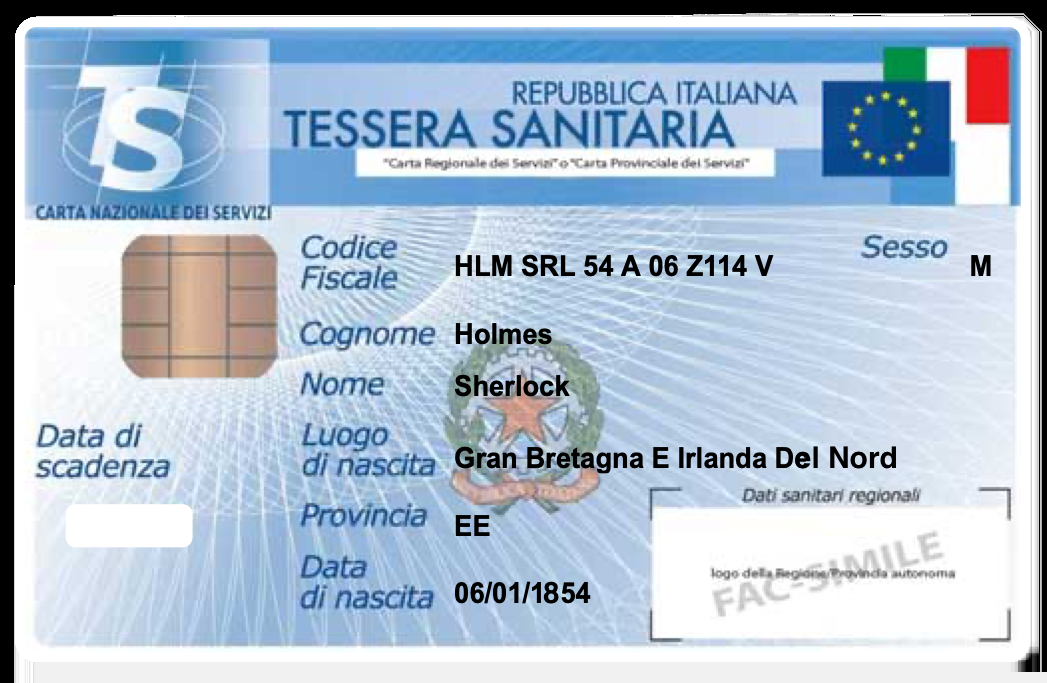 TS
REPUBBLICA ITALIANA
TESSERA SANITARIA
"Carta Regionale dei Servizi" o "Carta Provinciale dei Servizi"
CARTA NAZIONALE DEI SERVIZI
Codice
Fiscale
HLM SRL 54 A 06 Z114 V
Sesso
M
Cognome
Holmes
Nome
Sherlock
Data di
scadenza
Luogo
di nascita
Gran Bretagna E Irlanda Del Nord
Provincia
EE
Data
di nascita
06/01/1854
Dati sanitari regionali
logo della Regione/Provincia autonoma
FAC-SIMILE